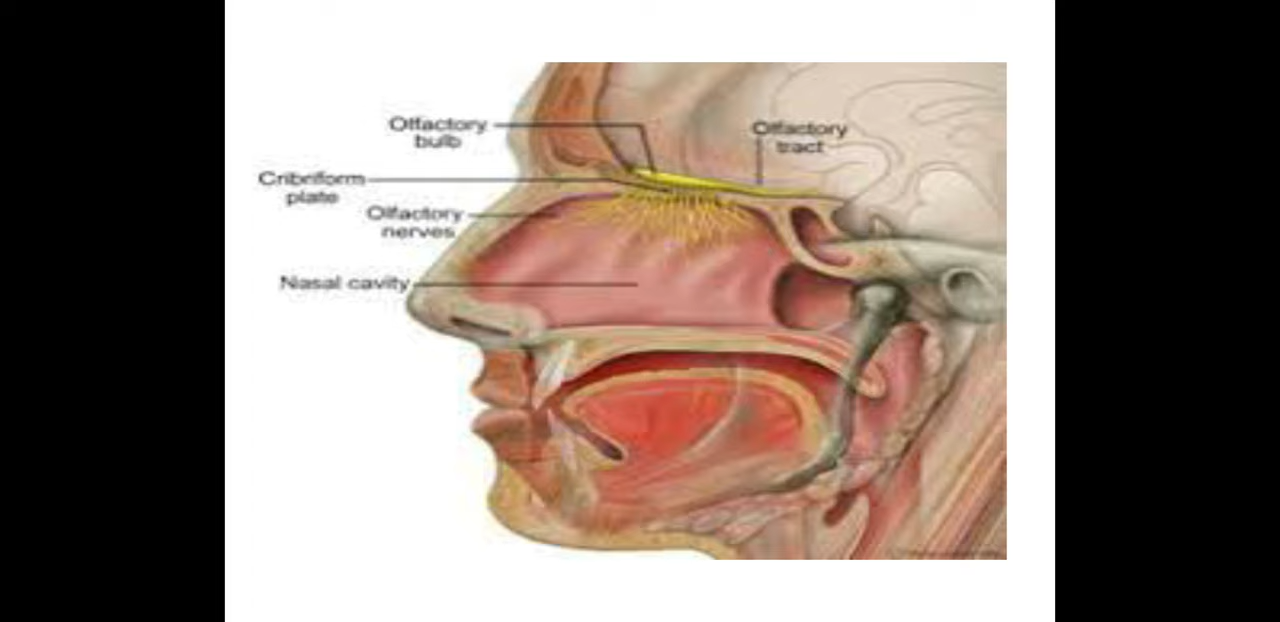 Olfactory
bulb
Olfactory
tract
Cribriform
plate
Olfactory
nerves
Nasal cavity